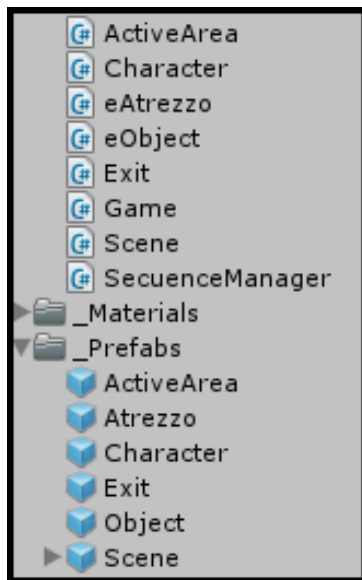 ActiveArea
Character
eAtrezzo
eObject
Exit
Game
Scene
SecuenceManager
_Materials
_Prefabs
ActiveArea
Atrezzo
Character
Exit
Object
Scene